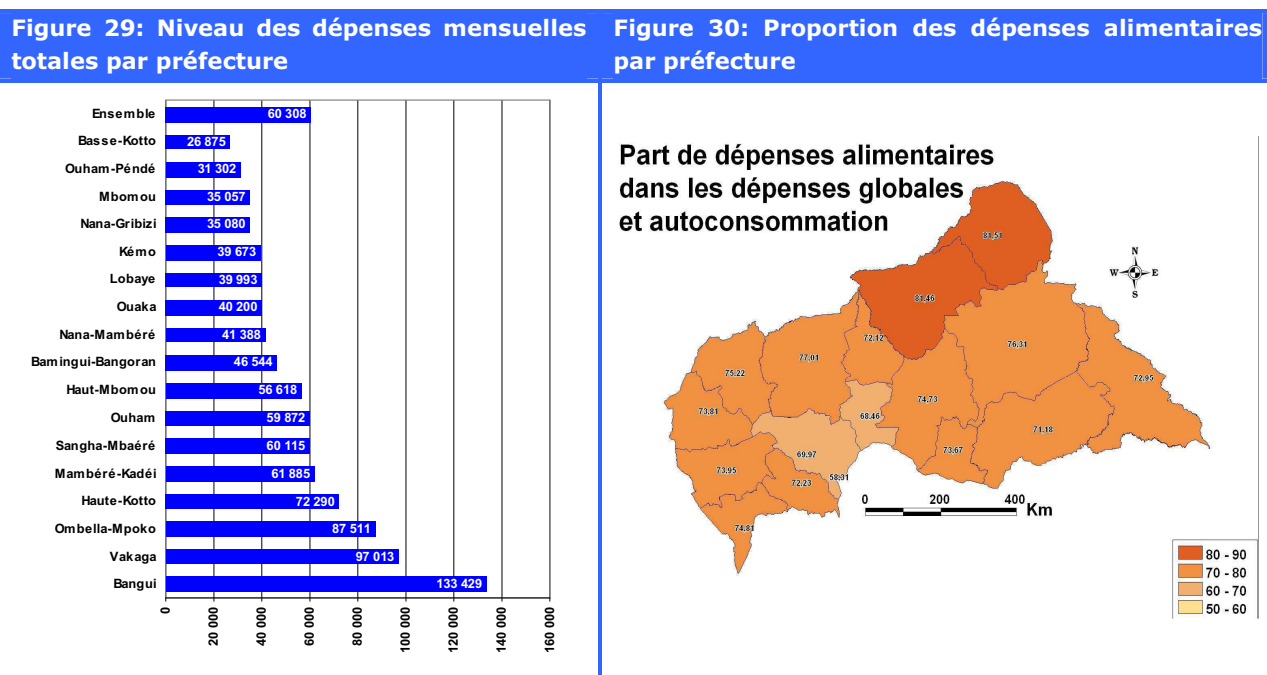 Figure 29: Niveau des dépenses mensuelles
totales par préfecture
Figure 30: Proportion des dépenses alimentaires
par préfecture
Ensemble 60 308
Basse-Kotto 26 875
Ouham-Péndé 31 302
Mbomou 35 057
Nana-Gribizi 35 080
Kémo 39 673
Lobaye 39 993
Ouaka 40 200
Nana-Mambéré 41 388
Bamingui-Bangoran 46 544
Haut-Mbomou 56 618
Ouham 59 872
Sangha-Mbaéré 60 115
Mambéré-Kadéi 61 885
Haute-Kotto 72 290
Ombella-Mpoko 87 511
Vakaga 97 013
Bangui 133 429
0 20 000 40 000 60 000 80 000 100 000 120 000 140 000 160 000
Part de dépenses alimentaires
dans les dépenses globales
et autoconsommation
81.51
N
W E
S
81.46
72.12
76.31
77.01
75.22
72.95
74.73
73.81
68.46
71.18
73.67
69.97
73.95
58.31
72.23
74.81
0 200 400
Km
80 - 90
70 - 80
60 - 70
50 - 60